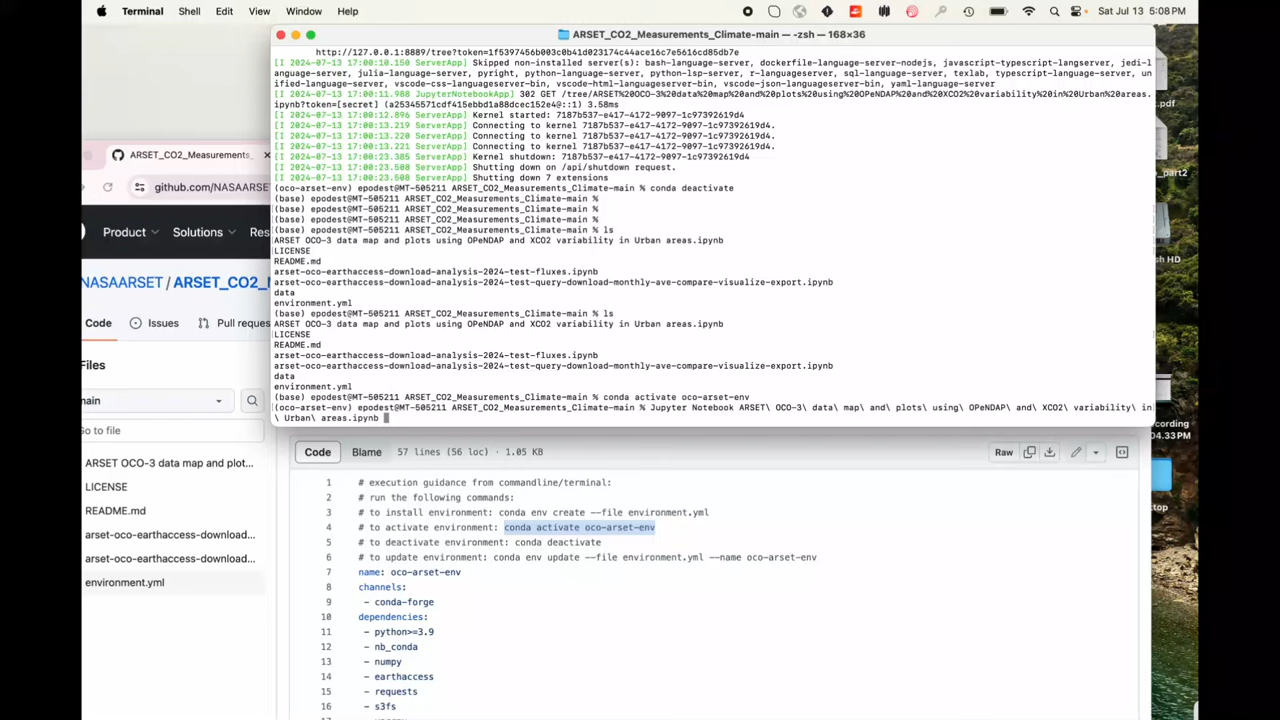 Terminal Shell Edit View Window Help Sat Jul 13 5:08 PM
ARSET_CO2_Measurements_Climate-main — -zsh — 168×36
http://127.0.0.1:8889/tree?token=1f5397456b003c0b41d023174c44ace16c7e5616cd85db7e
[I 2024-07-13 17:00:10.150 ServerApp] Skipped non-installed server(s): bash-language-server, dockerfile-language-server-nodejs, javascript-typescript-langserver, jedi-l
anguage-server, julia-language-server, pyright, python-language-server, python-lsp-server, r-languageserver, sql-language-server, texlab, typescript-language-server, un
ified-language-server, vscode-css-languageserver-bin, vscode-html-languageserver-bin, vscode-json-languageserver-bin, yaml-language-server
[I 2024-07-13 17:00:11.988 JupyterNotebookApp] 302 GET /tree/ARSET%20OCO-3%20data%20map%20and%20plots%20using%20OPeNDAP%20and%20XCO2%20variability%20in%20Urban%20areas.
ipynb?token=[secret] (a25345571cdf415ebbd1a88dcec152e4@::1) 3.58ms
[I 2024-07-13 17:00:12.896 ServerApp] Kernel started: 7187b537-e417-4172-9097-1c97392619d4
[I 2024-07-13 17:00:13.219 ServerApp] Connecting to kernel 7187b537-e417-4172-9097-1c97392619d4.
[I 2024-07-13 17:00:13.220 ServerApp] Connecting to kernel 7187b537-e417-4172-9097-1c97392619d4.
[I 2024-07-13 17:00:13.221 ServerApp] Connecting to kernel 7187b537-e417-4172-9097-1c97392619d4.
[I 2024-07-13 17:00:23.385 ServerApp] Kernel shutdown: 7187b537-e417-4172-9097-1c97392619d4
[I 2024-07-13 17:00:23.508 ServerApp] Shutting down on /api/shutdown request.
[I 2024-07-13 17:00:23.508 ServerApp] Shutting down 7 extensions
(oco-arset-env) epodest@MT-505211 ARSET_CO2_Measurements_Climate-main % conda deactivate
(base) epodest@MT-505211 ARSET_CO2_Measurements_Climate-main %
(base) epodest@MT-505211 ARSET_CO2_Measurements_Climate-main %
(base) epodest@MT-505211 ARSET_CO2_Measurements_Climate-main %
(base) epodest@MT-505211 ARSET_CO2_Measurements_Climate-main % ls
ARSET OCO-3 data map and plots using OPeNDAP and XCO2 variability in Urban areas.ipynb
LICENSE
README.md
arset-oco-earthaccess-download-analysis-2024-test-fluxes.ipynb
arset-oco-earthaccess-download-analysis-2024-test-query-download-monthly-ave-compare-visualize-export.ipynb
data
environment.yml
(base) epodest@MT-505211 ARSET_CO2_Measurements_Climate-main % ls
ARSET OCO-3 data map and plots using OPeNDAP and XCO2 variability in Urban areas.ipynb
LICENSE
README.md
arset-oco-earthaccess-download-analysis-2024-test-fluxes.ipynb
arset-oco-earthaccess-download-analysis-2024-test-query-download-monthly-ave-compare-visualize-export.ipynb
data
environment.yml
(base) epodest@MT-505211 ARSET_CO2_Measurements_Climate-main % conda activate oco-arset-env
(oco-arset-env) epodest@MT-505211 ARSET_CO2_Measurements_Climate-main % Jupyter Notebook ARSET\ OCO-3\ data\ map\ and\ plots\ using\ OPeNDAP\ and\ XCO2\ variability\ in
\ Urban\ areas.ipynb
ARSET_CO2_Measurements_
github.com/NASAARSE
Product Solutions Res
NASAARSET / ARSET_CO2_
Code Issues Pull reques
Files
main
Go to file
ARSET OCO-3 data map and plot...
LICENSE
README.md
arset-oco-earthaccess-download...
arset-oco-earthaccess-download...
environment.yml
Code Blame 57 lines (56 loc) · 1.05 KB Raw
1 # execution guidance from commandline/terminal:
2 # run the following commands:
3 # to install environment: conda env create --file environment.yml
4 # to activate environment: conda activate oco-arset-env
5 # to deactivate environment: conda deactivate
6 # to update environment: conda env update --file environment.yml --name oco-arset-env
7 name: oco-arset-env
8 channels:
9 - conda-forge
10 dependencies:
11 - python>=3.9
12 - nb_conda
13 - numpy
14 - earthaccess
15 - requests
16 - s3fs
.pdf
_part2
sh HD
cording
04.33 PM
top